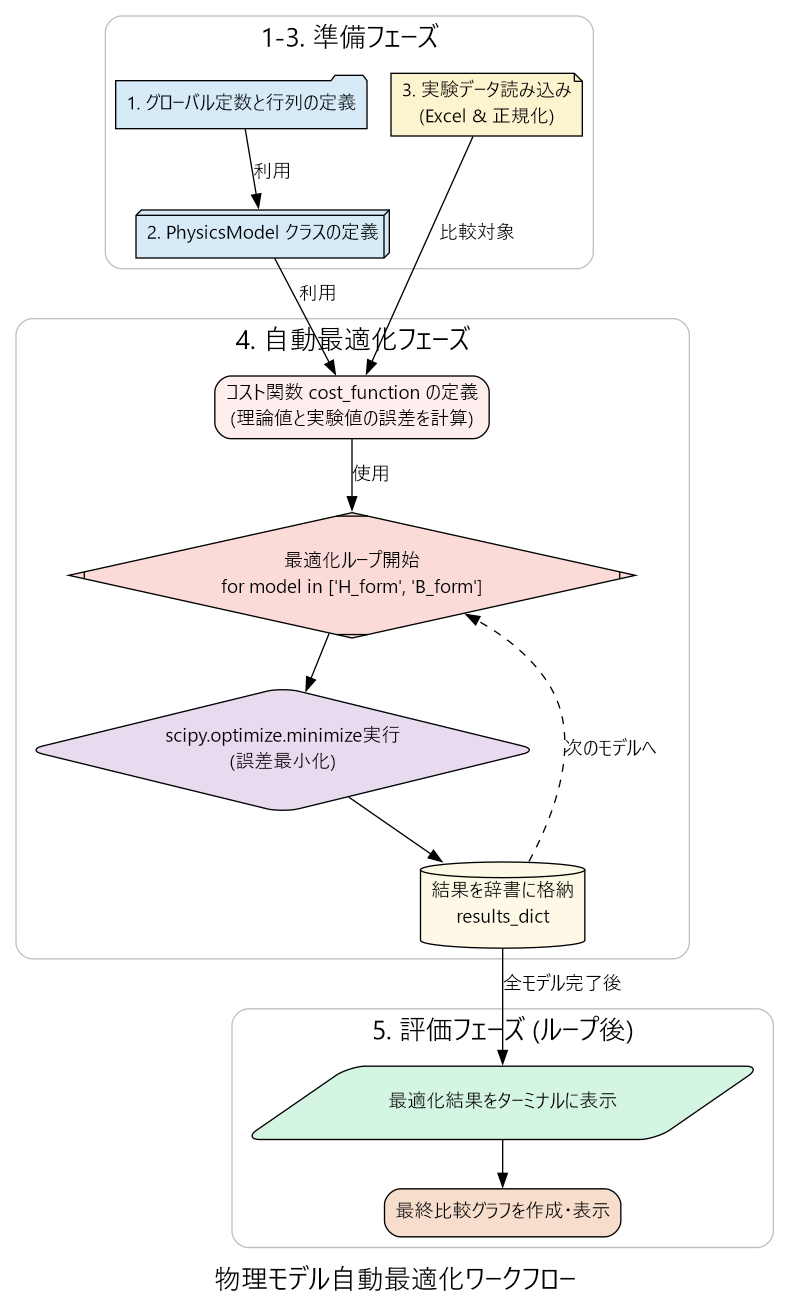 1-3. 準備フェーズ
1. グローバル定数と行列の定義
3. 実験データ読み込み
(Excel & 正規化)
利用
2. PhysicsModel クラスの定義
比較対象
利用
4. 自動最適化フェーズ
コスト関数 cost_function の定義
(理論値と実験値の誤差を計算)
使用
最適化ループ開始
for model in ['H_form', 'B_form']
scipy.optimize.minimize実行
(誤差最小化)
次のモデルへ
結果を辞書に格納
results_dict
全モデル完了後
5. 評価フェーズ (ループ後)
最適化結果をターミナルに表示
最終比較グラフを作成・表示
物理モデル自動最適化ワークフロー